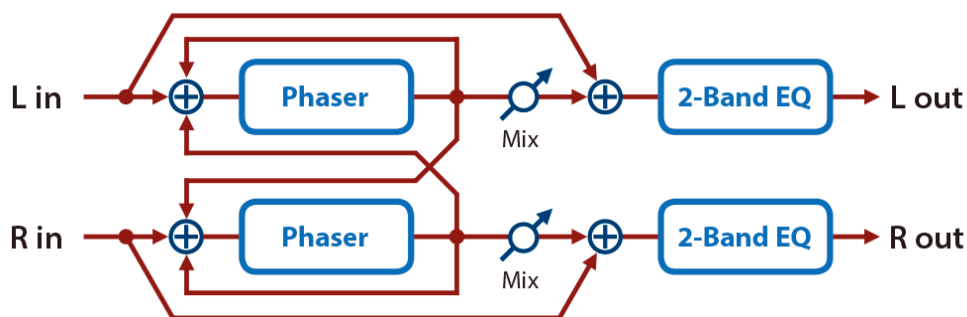 L in
Phaser
Mix
2-Band EQ
L out
R in
Phaser
Mix
2-Band EQ
R out